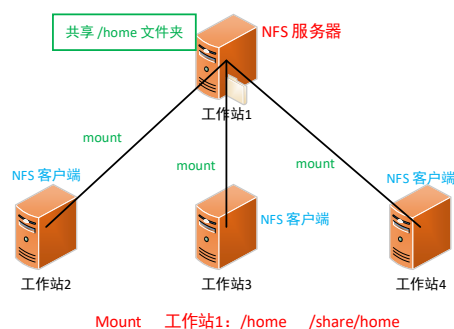 共享 /home 文件夹
NFS 服务器
工作站1
mount
mount
mount
NFS 客户端
NFS 客户端
NFS 客户端
工作站2
工作站3
工作站4
Mount 工作站1：/home /share/home